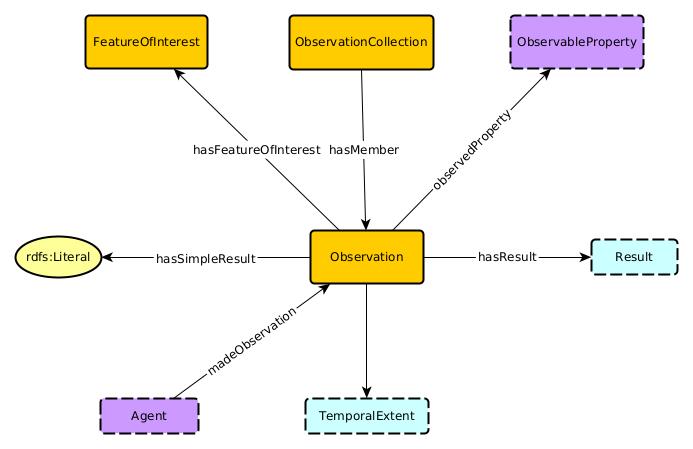 FeatureOfInterest
ObservationCollection
ObservableProperty
hasFeatureOfInterest
hasMember
observedProperty
rdfs:Literal
hasSimpleResult
Observation
hasResult
Result
madeObservation
Agent
TemporalExtent